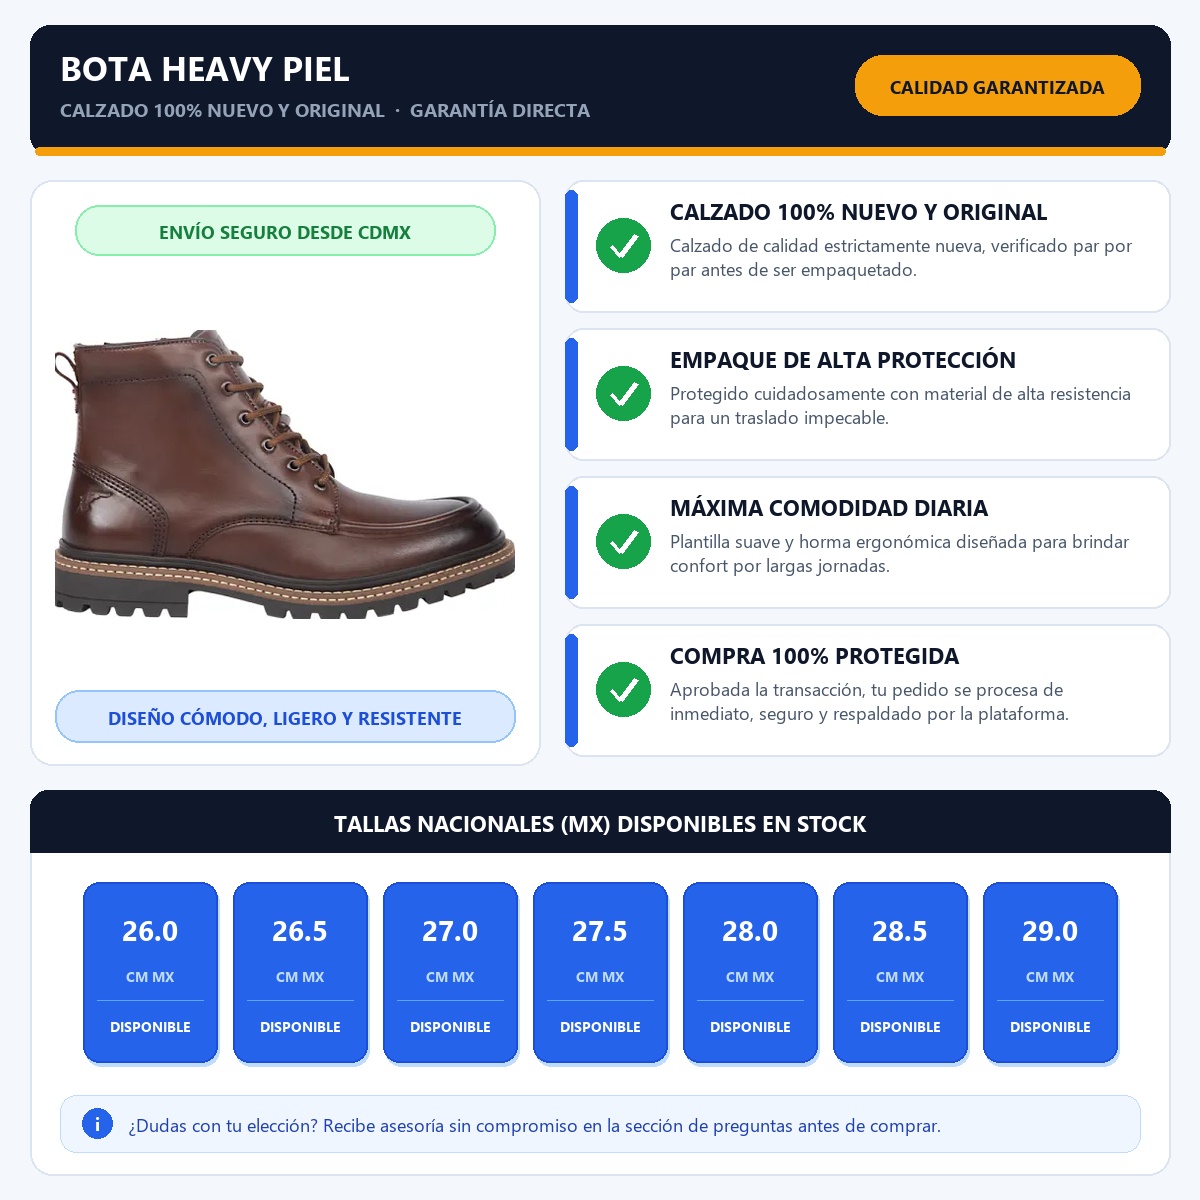 BOTA HEAVY PIEL
CALZADO 100% NUEVO Y ORIGINAL · GARANTÍA DIRECTA
CALIDAD GARANTIZADA
ENVÍO SEGURO DESDE CDMX
DISEÑO CÓMODO, LIGERO Y RESISTENTE
CALZADO 100% NUEVO Y ORIGINAL
Calzado de calidad estrictamente nueva, verificado par por
par antes de ser empaquetado.
EMPAQUE DE ALTA PROTECCIÓN
Protegido cuidadosamente con material de alta resistencia
para un traslado impecable.
MÁXIMA COMODIDAD DIARIA
Plantilla suave y horma ergonómica diseñada para brindar
confort por largas jornadas.
COMPRA 100% PROTEGIDA
Aprobada la transacción, tu pedido se procesa de
inmediato, seguro y respaldado por la plataforma.
TALLAS NACIONALES (MX) DISPONIBLES EN STOCK
26.0
CM MX
DISPONIBLE
26.5
CM MX
DISPONIBLE
27.0
CM MX
DISPONIBLE
27.5
CM MX
DISPONIBLE
28.0
CM MX
DISPONIBLE
28.5
CM MX
DISPONIBLE
29.0
CM MX
DISPONIBLE
¿Dudas con tu elección? Recibe asesoría sin compromiso en la sección de preguntas antes de comprar.